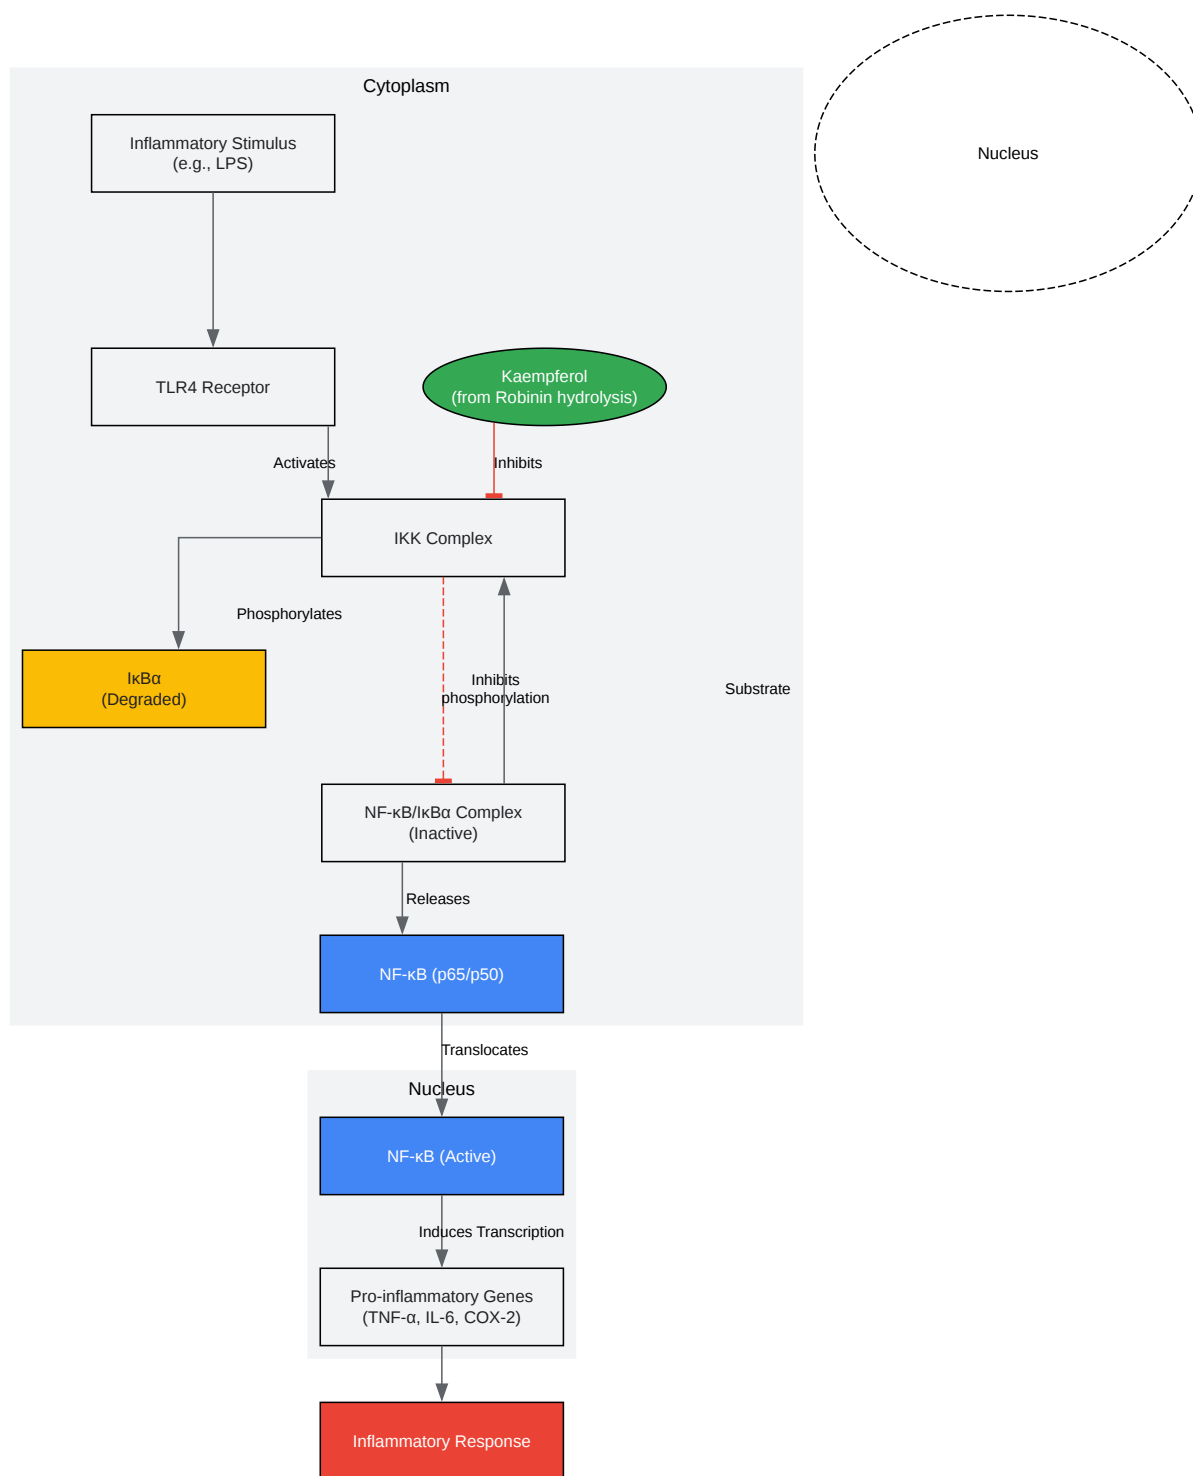 Cytoplasm
Inflammatory Stimulus
(e.g., LPS)
Nucleus
TLR4 Receptor
Kaempferol
(from Robinin hydrolysis)
Activates
Inhibits
IKK Complex
Phosphorylates
IκBα
(Degraded)
Inhibits
phosphorylation
Substrate
NF-κB/IκBα Complex
(Inactive)
Releases
NF-κB (p65/p50)
Translocates
Nucleus
NF-κB (Active)
Induces Transcription
Pro-inflammatory Genes
(TNF-α, IL-6, COX-2)
Inflammatory Response